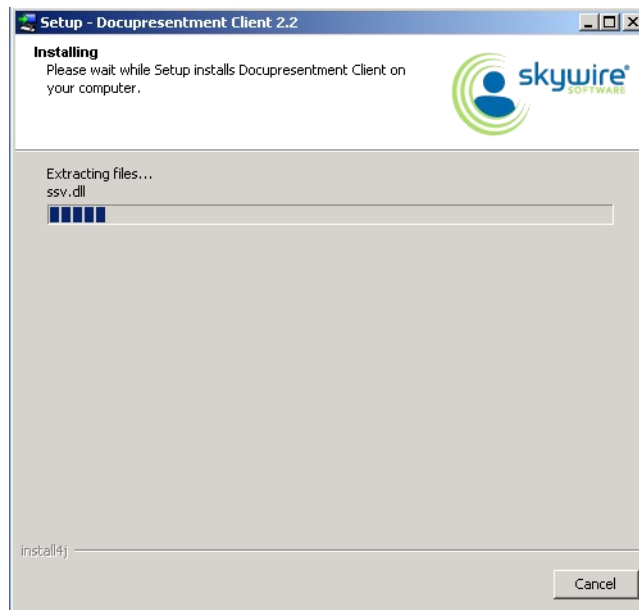 Setup - Docupresentment Client 2.2
Installing
Please wait while Setup installs Docupresentment Client on
your computer.
skywire®
SOFTWARE
Extracting files...
ssv.dll
install4j
Cancel